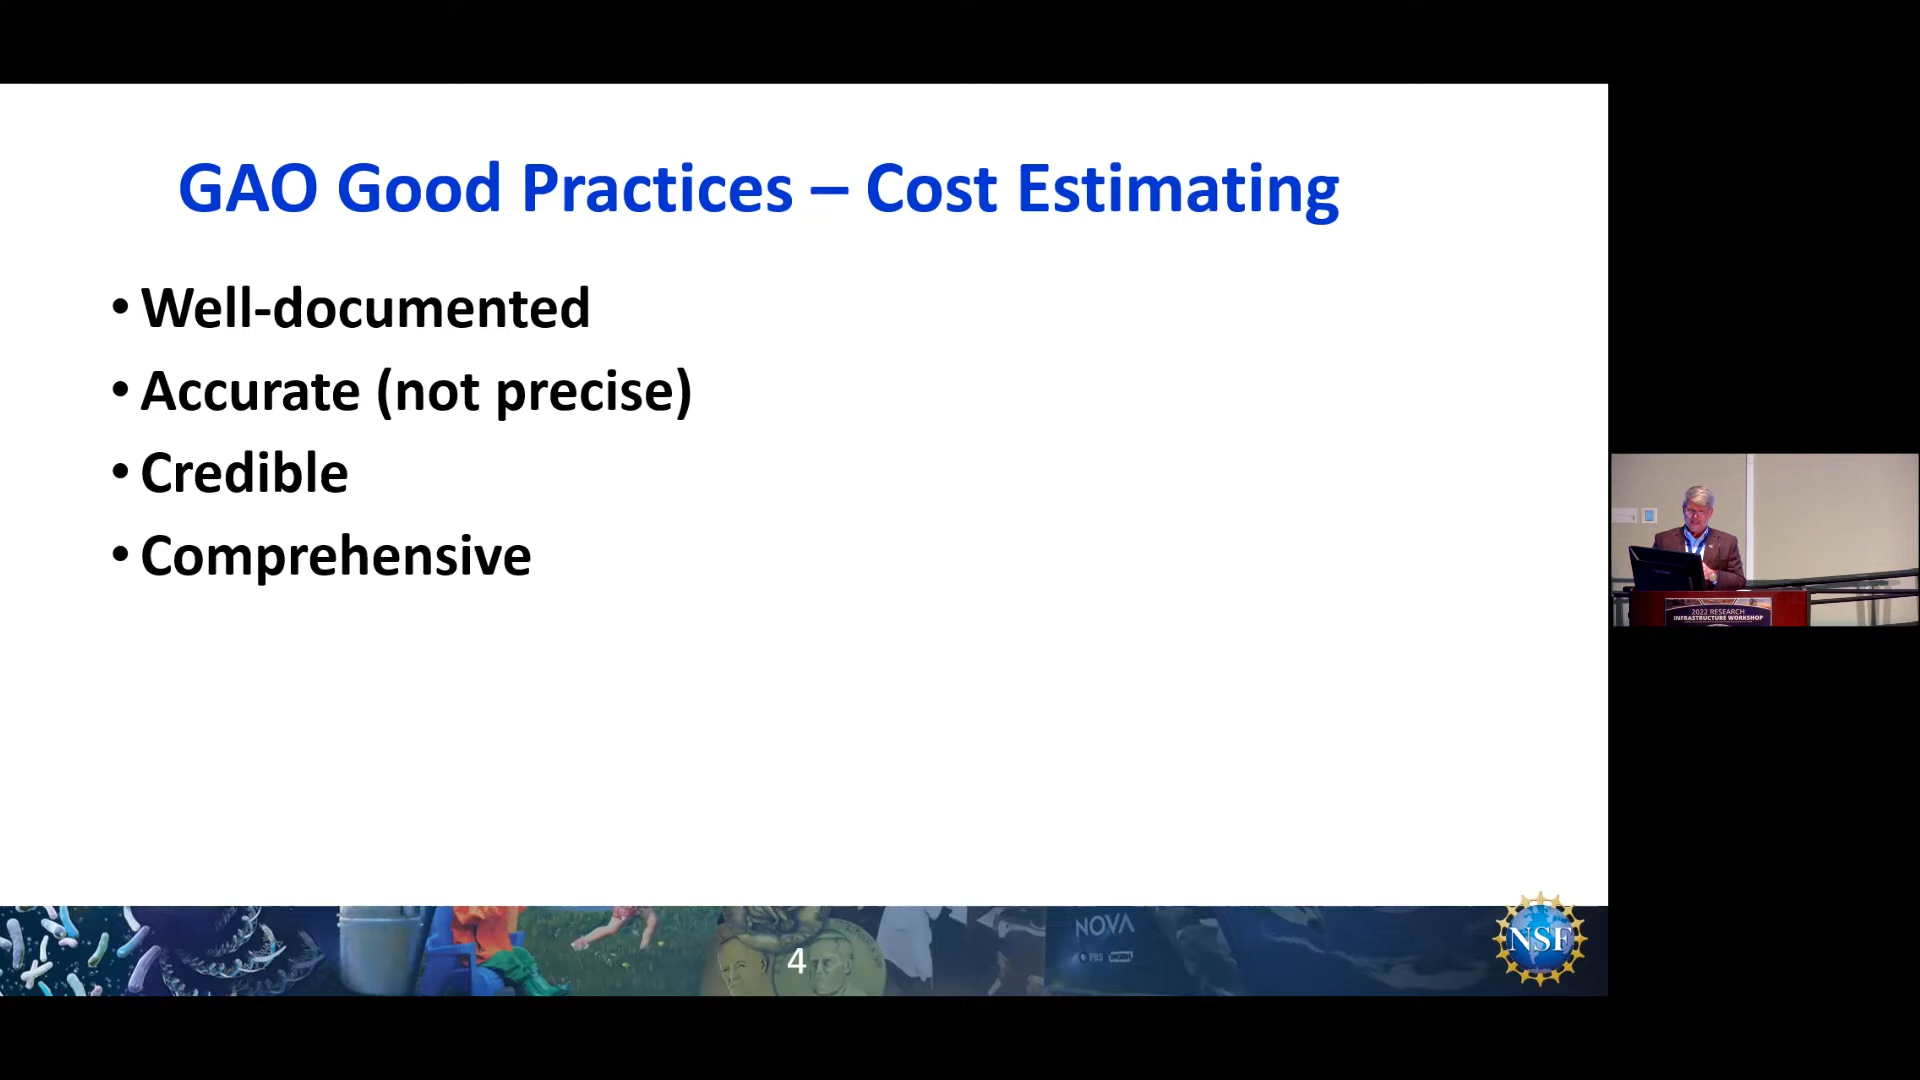 GAO Good Practices – Cost Estimating
• Well-documented
• Accurate (not precise)
• Credible
• Comprehensive
4
NOVA
PBS
NSF
2022 RESEARCH
INFRASTRUCTURE WORKSHOP